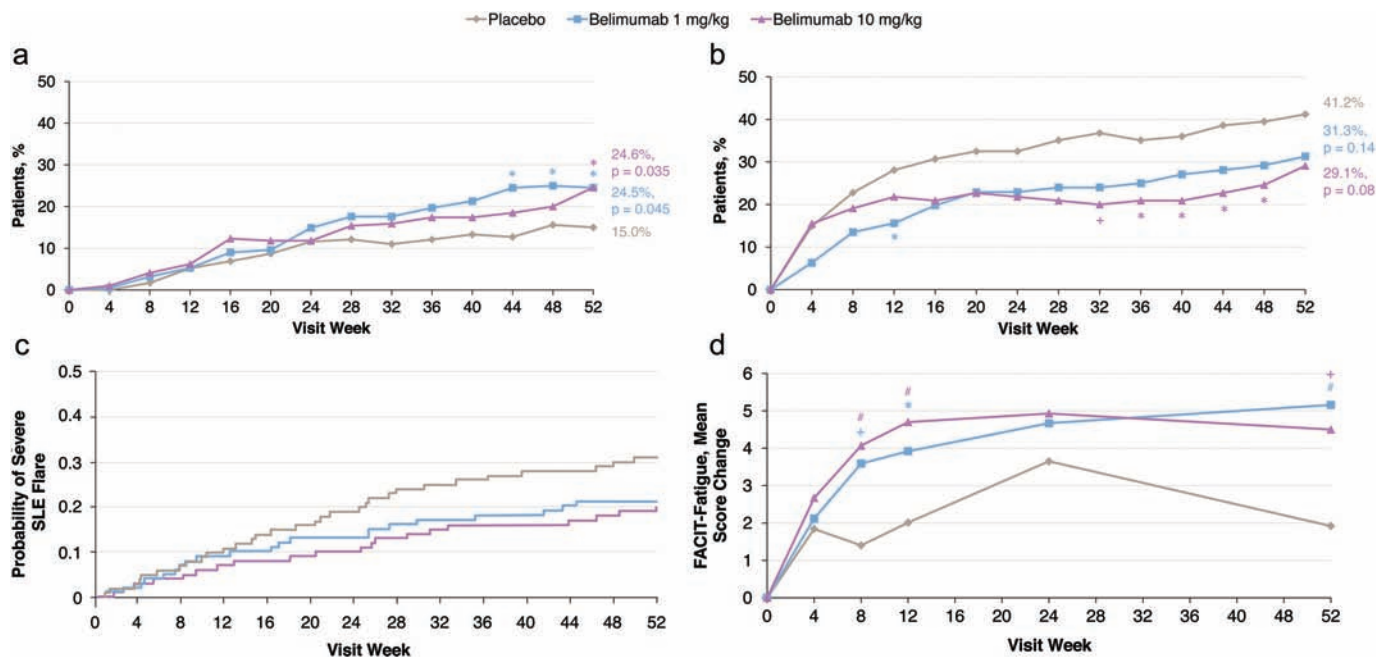 Placebo Belimumab 1 mg/kg Belimumab 10 mg/kg
a
Patients, %
50
40
30
20
10
0
0 4 8 12 16 20 24 28 32 36 40 44 48 52
Visit Week
* * *
*
24.6%,
p = 0.035
24.5%,
p = 0.045
15.0%
b
Patients, %
50
40
30
20
10
0
0 4 8 12 16 20 24 28 32 36 40 44 48 52
Visit Week
* + * * * *
41.2%
31.3%,
p = 0.14
29.1%,
p = 0.08
c
Probability of Severe
SLE Flare
0.5
0.4
0.3
0.2
0.1
0
0 4 8 12 16 20 24 28 32 36 40 44 48 52
Visit Week
d
FACIT-Fatigue, Mean
Score Change
6
5
4
3
2
1
0
0 4 8 12 16 20 24 28 32 36 40 44 48 52
Visit Week
# # +
+ * #